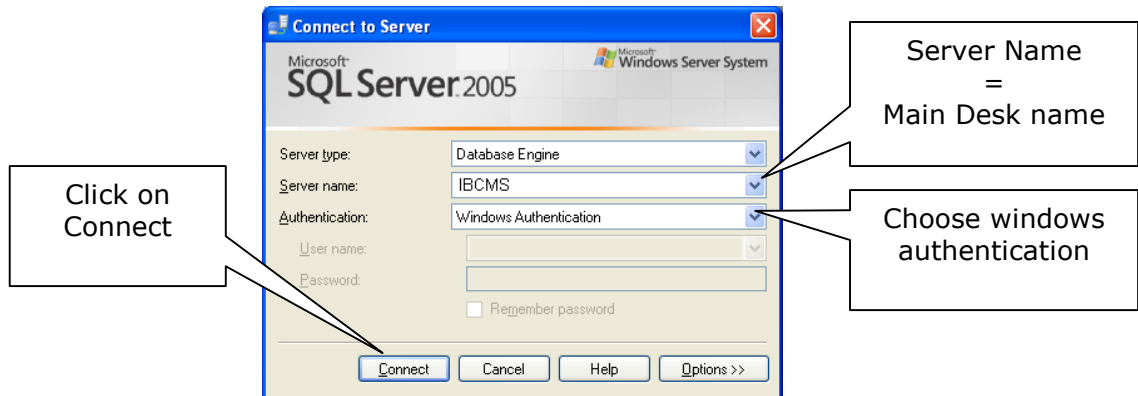 Connect to Server
Microsoft
SQL Server 2005
Microsoft
Windows Server System
Server type:
Database Engine
Server name:
IBCMS
Authentication:
Windows Authentication
User name:
Password:
Remember password
Connect
Cancel
Help
Options >>
Click on
Connect
Server Name
=
Main Desk name
Choose windows
authentication